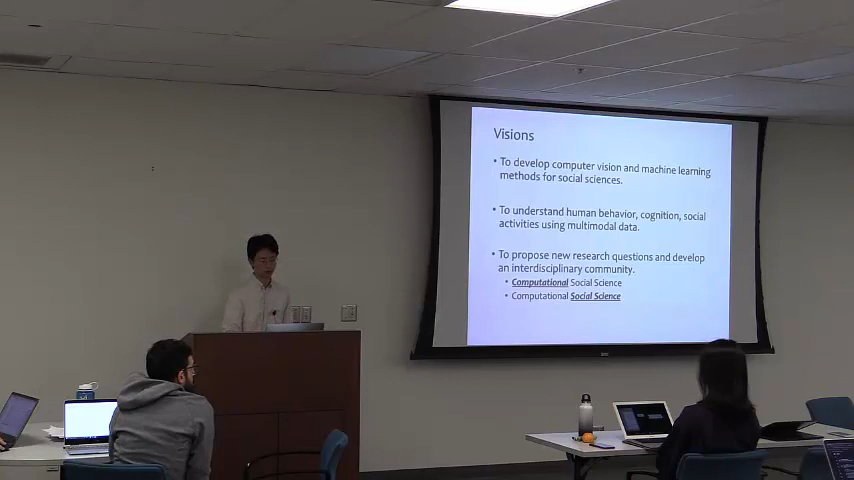 Visions
• To develop computer vision and machine learning
methods for social sciences.
• To understand human behavior, cognition, social
activities using multimodal data.
• To propose new research questions and develop
an interdisciplinary community.
• Computational Social Science
• Computational Social Science